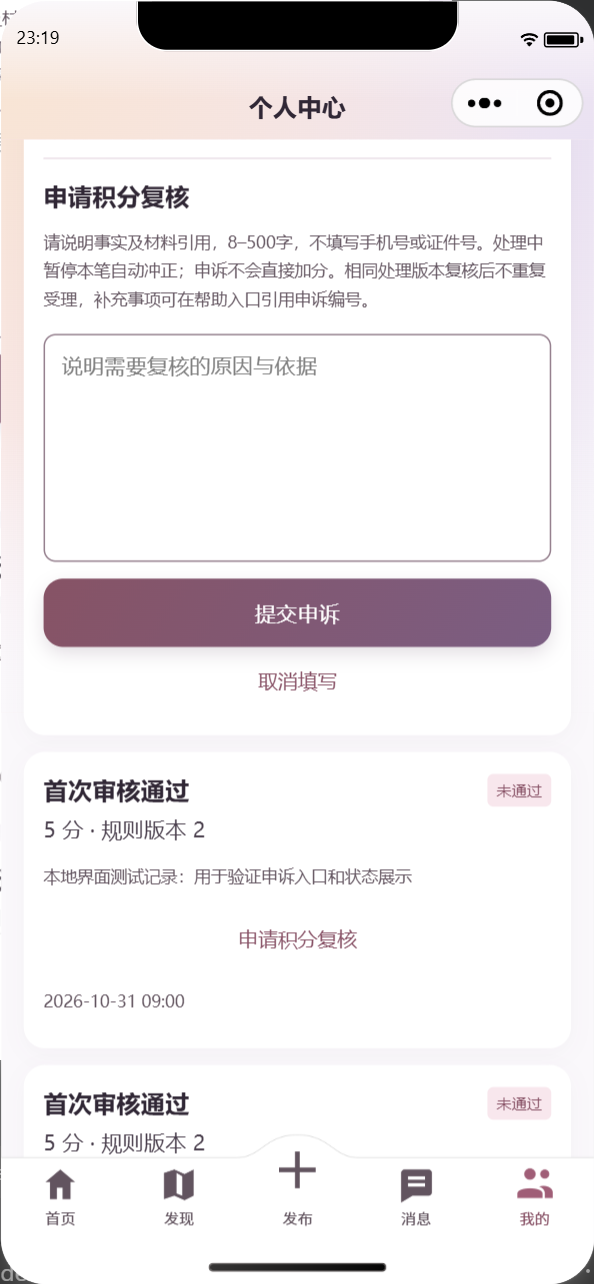 23:19
个人中心
申请积分复核
请说明事实及材料引用，8–500字，不填写手机号或证件号。处理中
暂停本笔自动冲正；申诉不会直接加分。相同处理版本复核后不重复
受理，补充事项可在帮助入口引用申诉编号。
说明需要复核的原因与依据
提交申诉
取消填写
首次审核通过
未通过
5 分 · 规则版本 2
本地界面测试记录：用于验证申诉入口和状态展示
申请积分复核
2026-10-31 09:00
首次审核通过
未通过
5 分 · 规则版本 2
首页
发现
发布
消息
我的